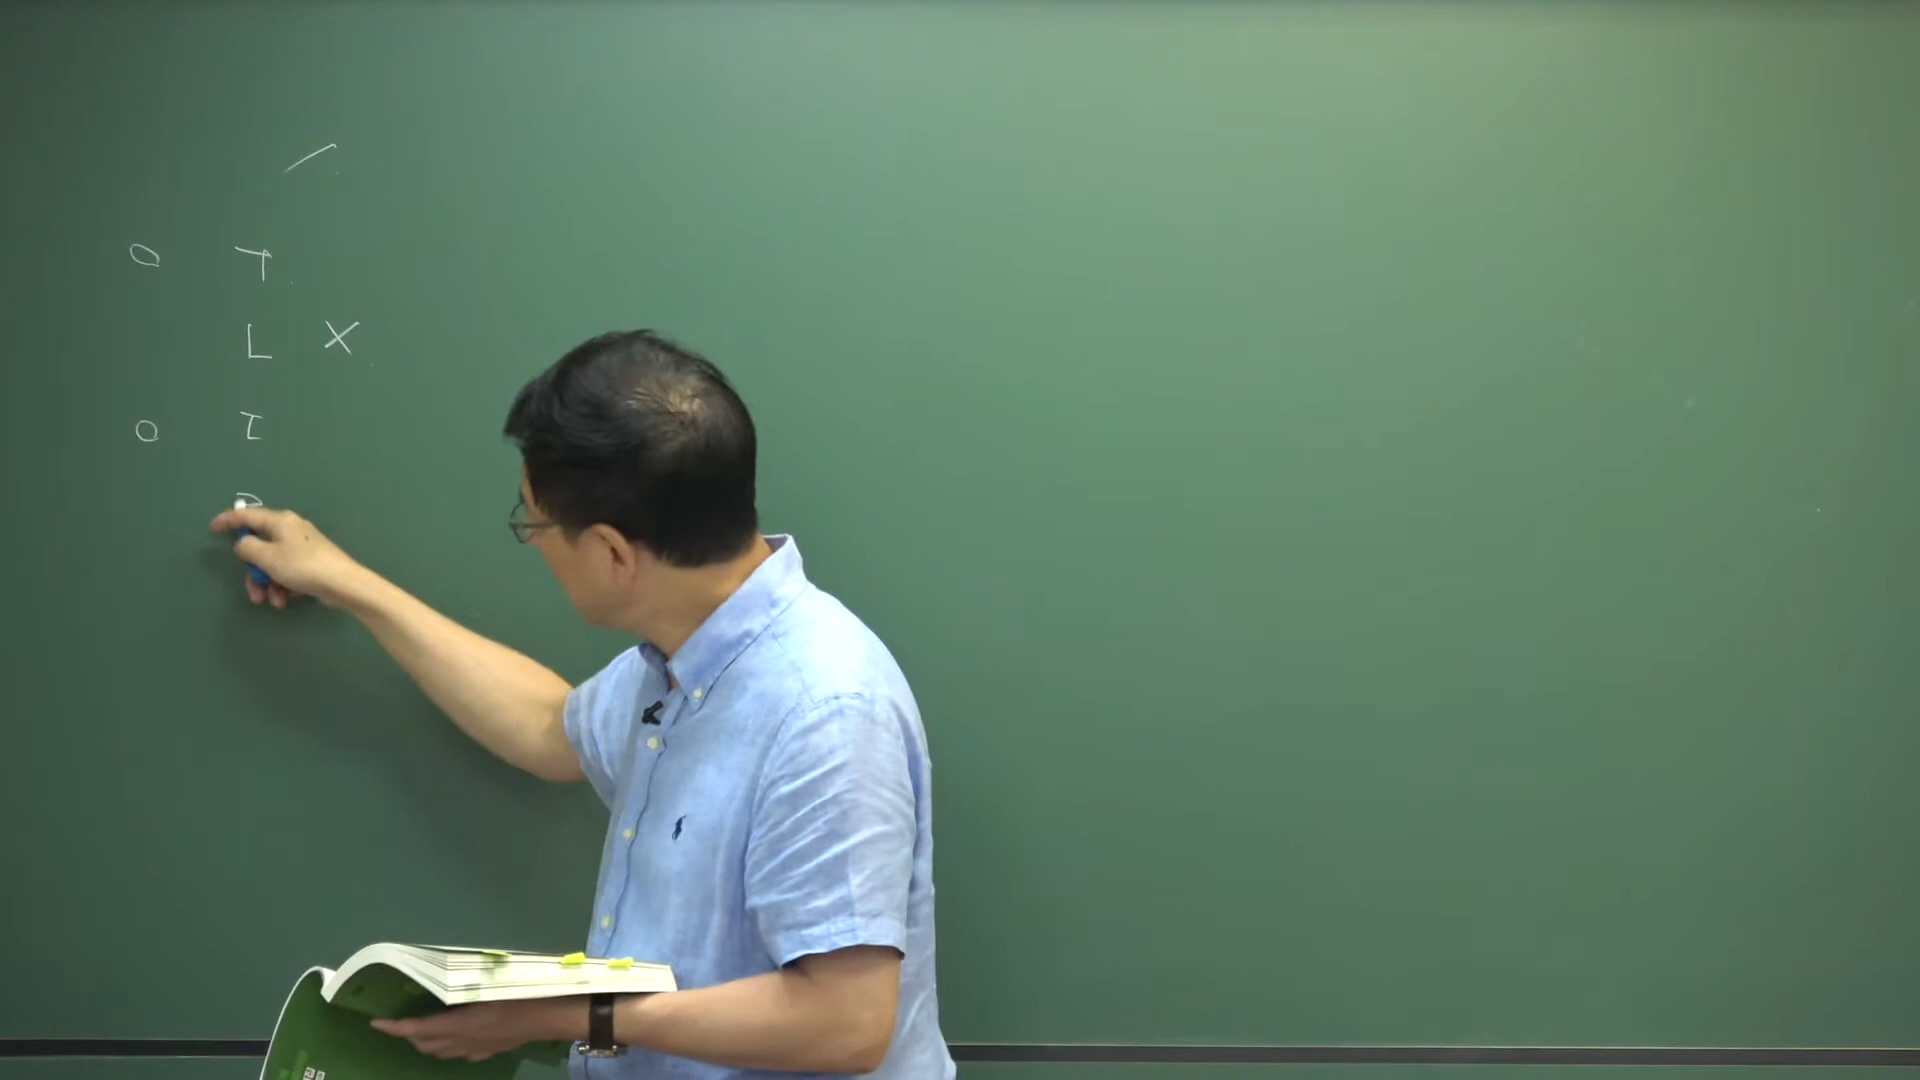 O ㄱ
ㄴ X
O ㄷ